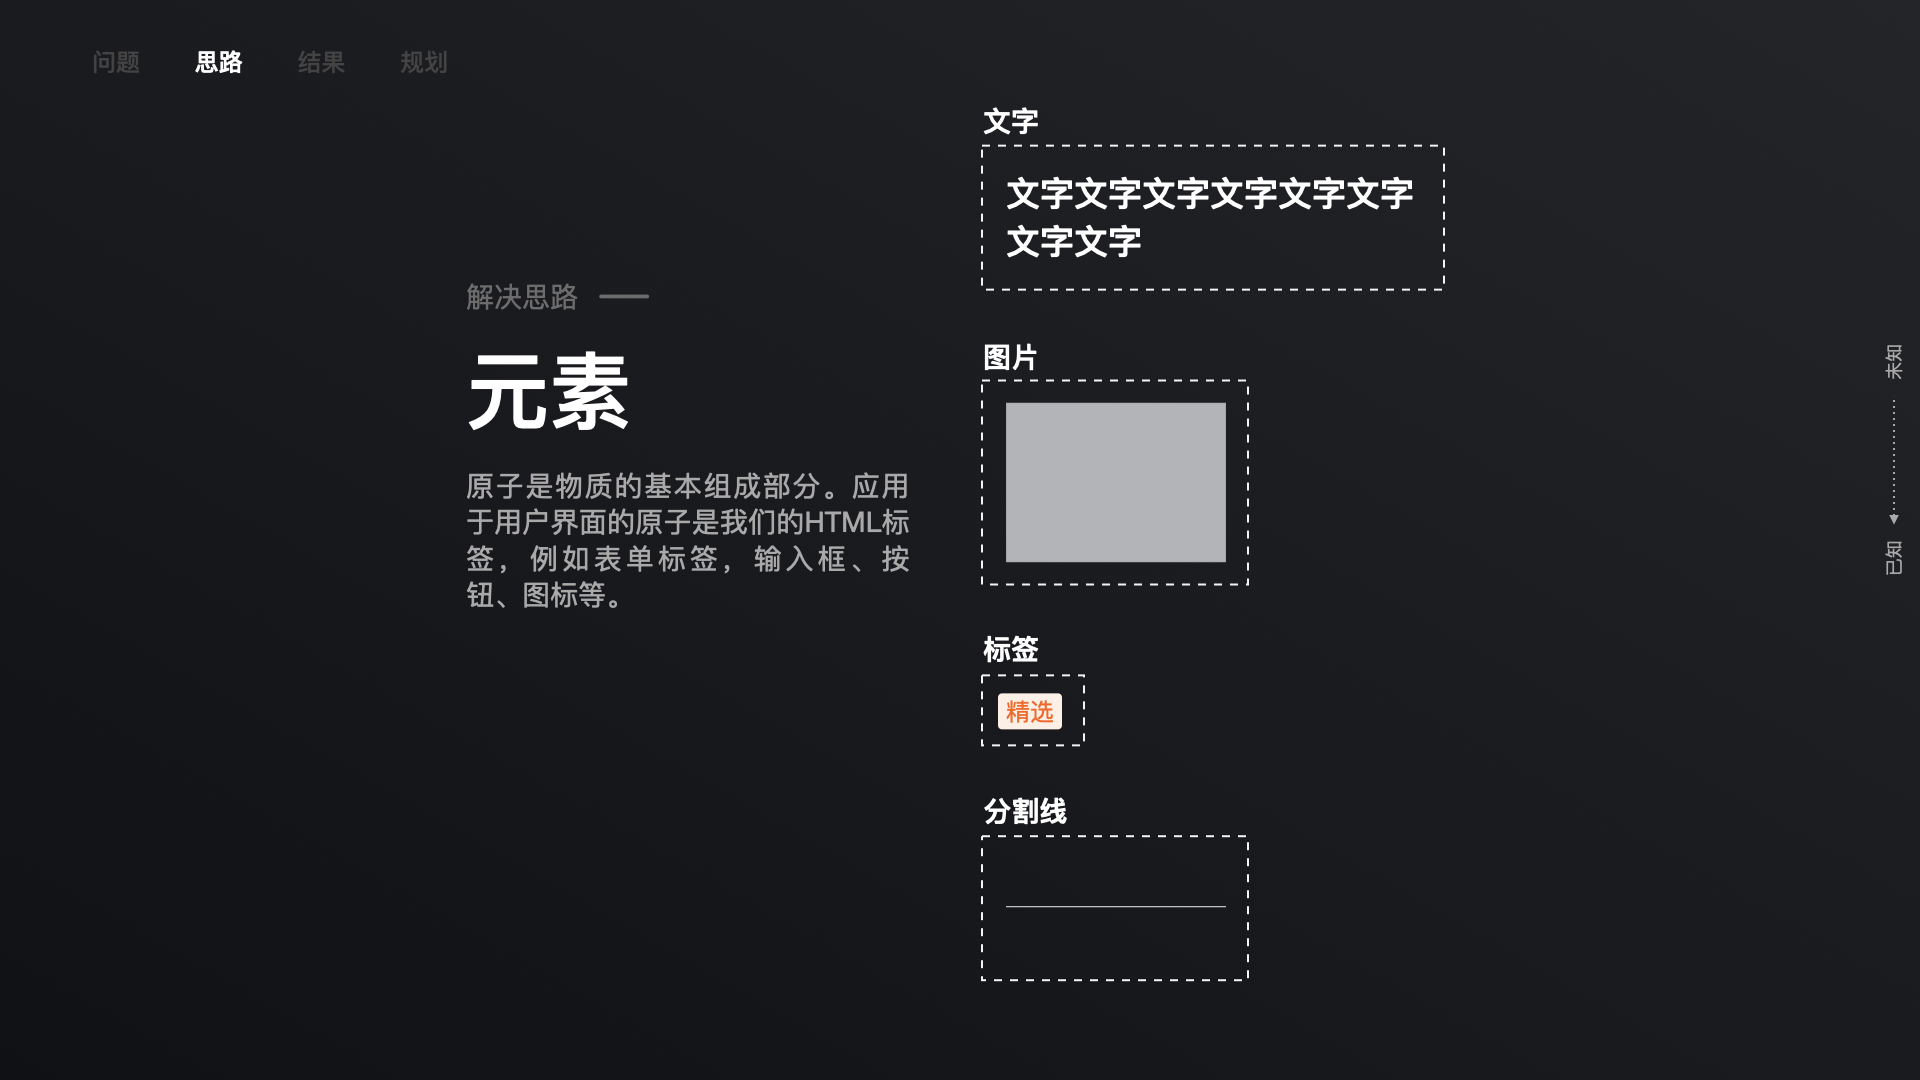 问题
思路
结果
规划
解决思路
元素
原子是物质的基本组成部分。应用
于用户界面的原子是我们的HTML标
签，例如表单标签，输入框、按
钮、图标等。
文字
文字文字文字文字文字文字
文字文字
图片
标签
精选
分割线
未知
已知